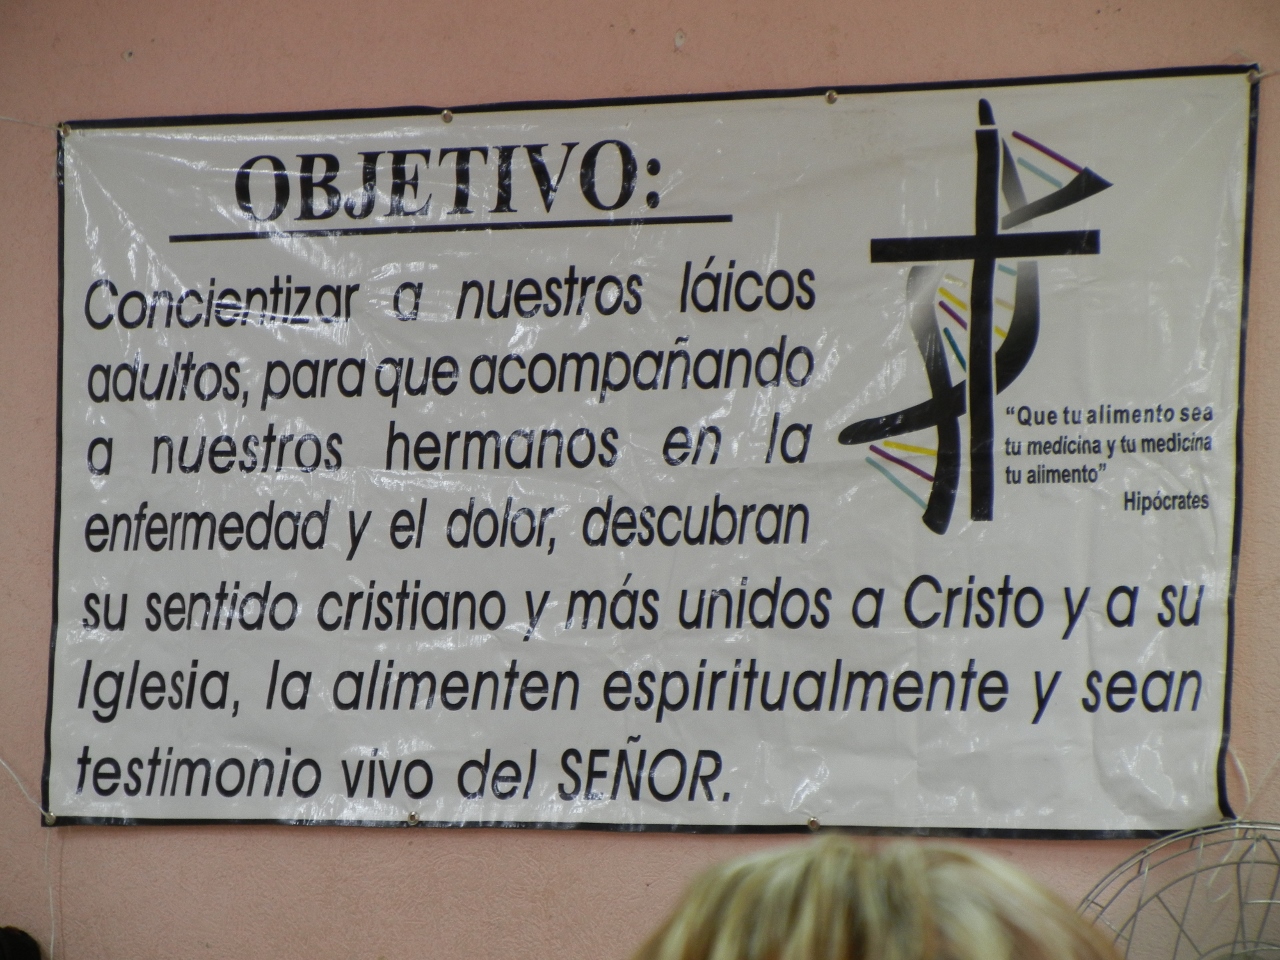 OBJETIVO:
Concientizar a nuestros láicos
adultos, para que acompañando
a nuestros hermanos en la
enfermedad y el dolor, descubran
su sentido cristiano y más unidos a Cristo y a su
Iglesia, la alimenten espiritualmente y sean
testimonio vivo del SEÑOR.
“Que tu alimento sea
tu medicina y tu medicina
tu alimento”
Hipócrates